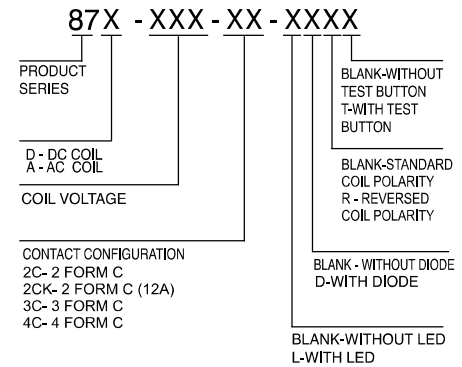 87X - XXX - XX - XXXX
PRODUCT
SERIES
D - DC COIL
A - AC COIL
COIL VOLTAGE
CONTACT CONFIGURATION
2C- 2 FORM C
2CK- 2 FORM C (12A)
3C- 3 FORM C
4C- 4 FORM C
BLANK-WITHOUT
TEST BUTTON
T-WITH TEST
BUTTON
BLANK-STANDARD
COIL POLARITY
R - REVERSED
COIL POLARITY
BLANK - WITHOUT DIODE
D-WITH DIODE
BLANK-WITHOUT LED
L-WITH LED